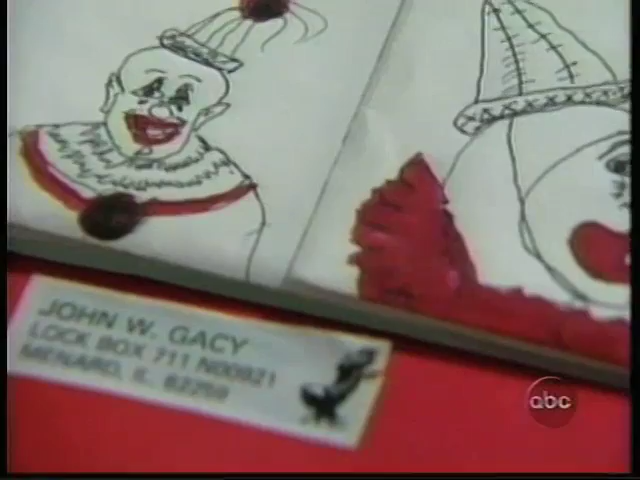 JOHN W. GACY
LOCK BOX 711 N00921
MENARD, IL. 62259
abc